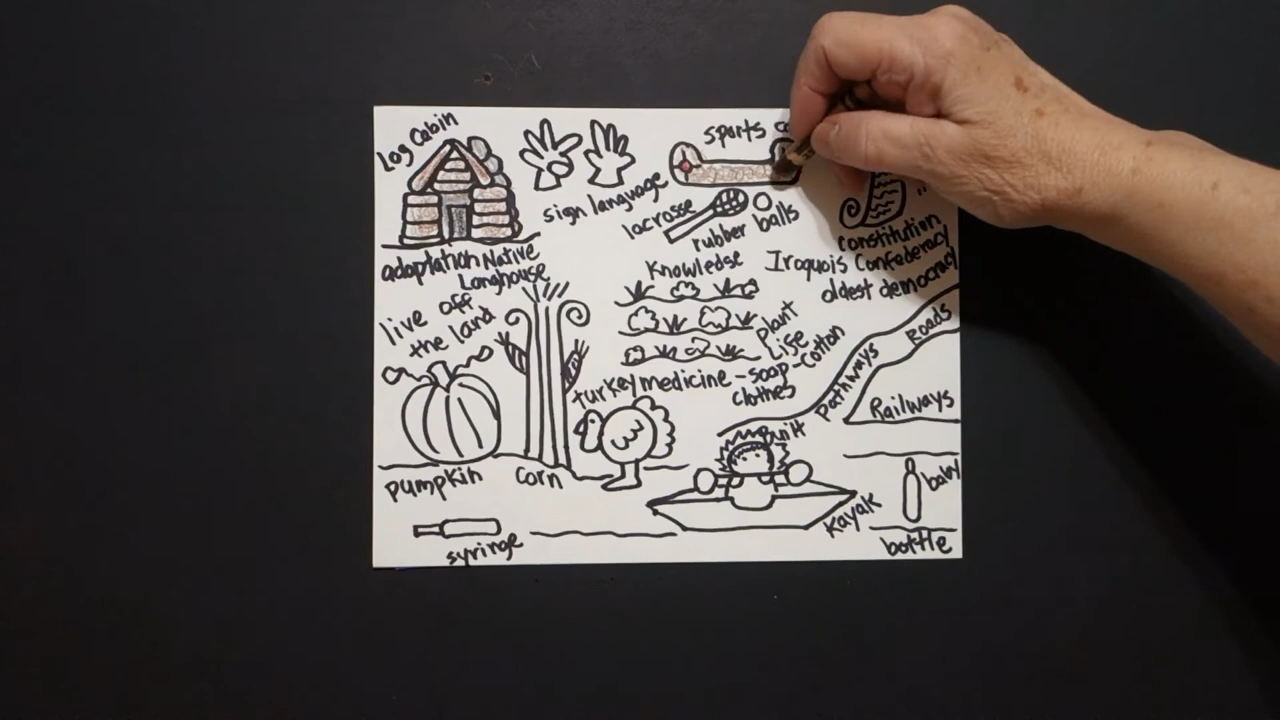 Log Cabin
adaptation Native
Longhouse
sign language
sports
lacrosse
rubber balls
constitution
Iroquois Confederacy
oldest democracy
live off
the land
Knowledge
Plant
Life
medicine - soap - cotton
clothes
turkey
Pathways
Roads
Railways
Built
pumpkin
Corn
Kayak
baby
bottle
syringe